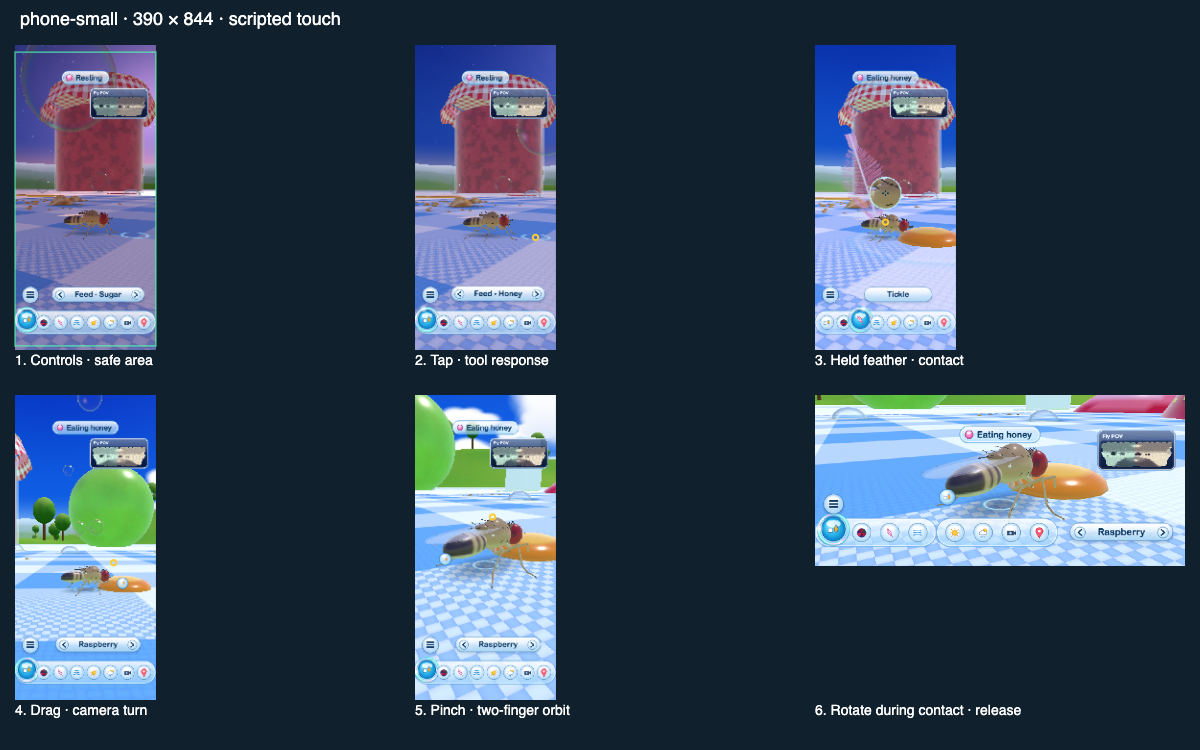 phone-small · 390 × 844 · scripted touch
Resting
Fly POV
Feed · Sugar
1. Controls · safe area
Resting
Fly POV
Feed · Honey
2. Tap · tool response
Eating honey
Fly POV
Tickle
3. Held feather · contact
Eating honey
Fly POV
Raspberry
4. Drag · camera turn
Eating honey
Fly POV
Raspberry
5. Pinch · two-finger orbit
Eating honey
Fly POV
Raspberry
6. Rotate during contact · release